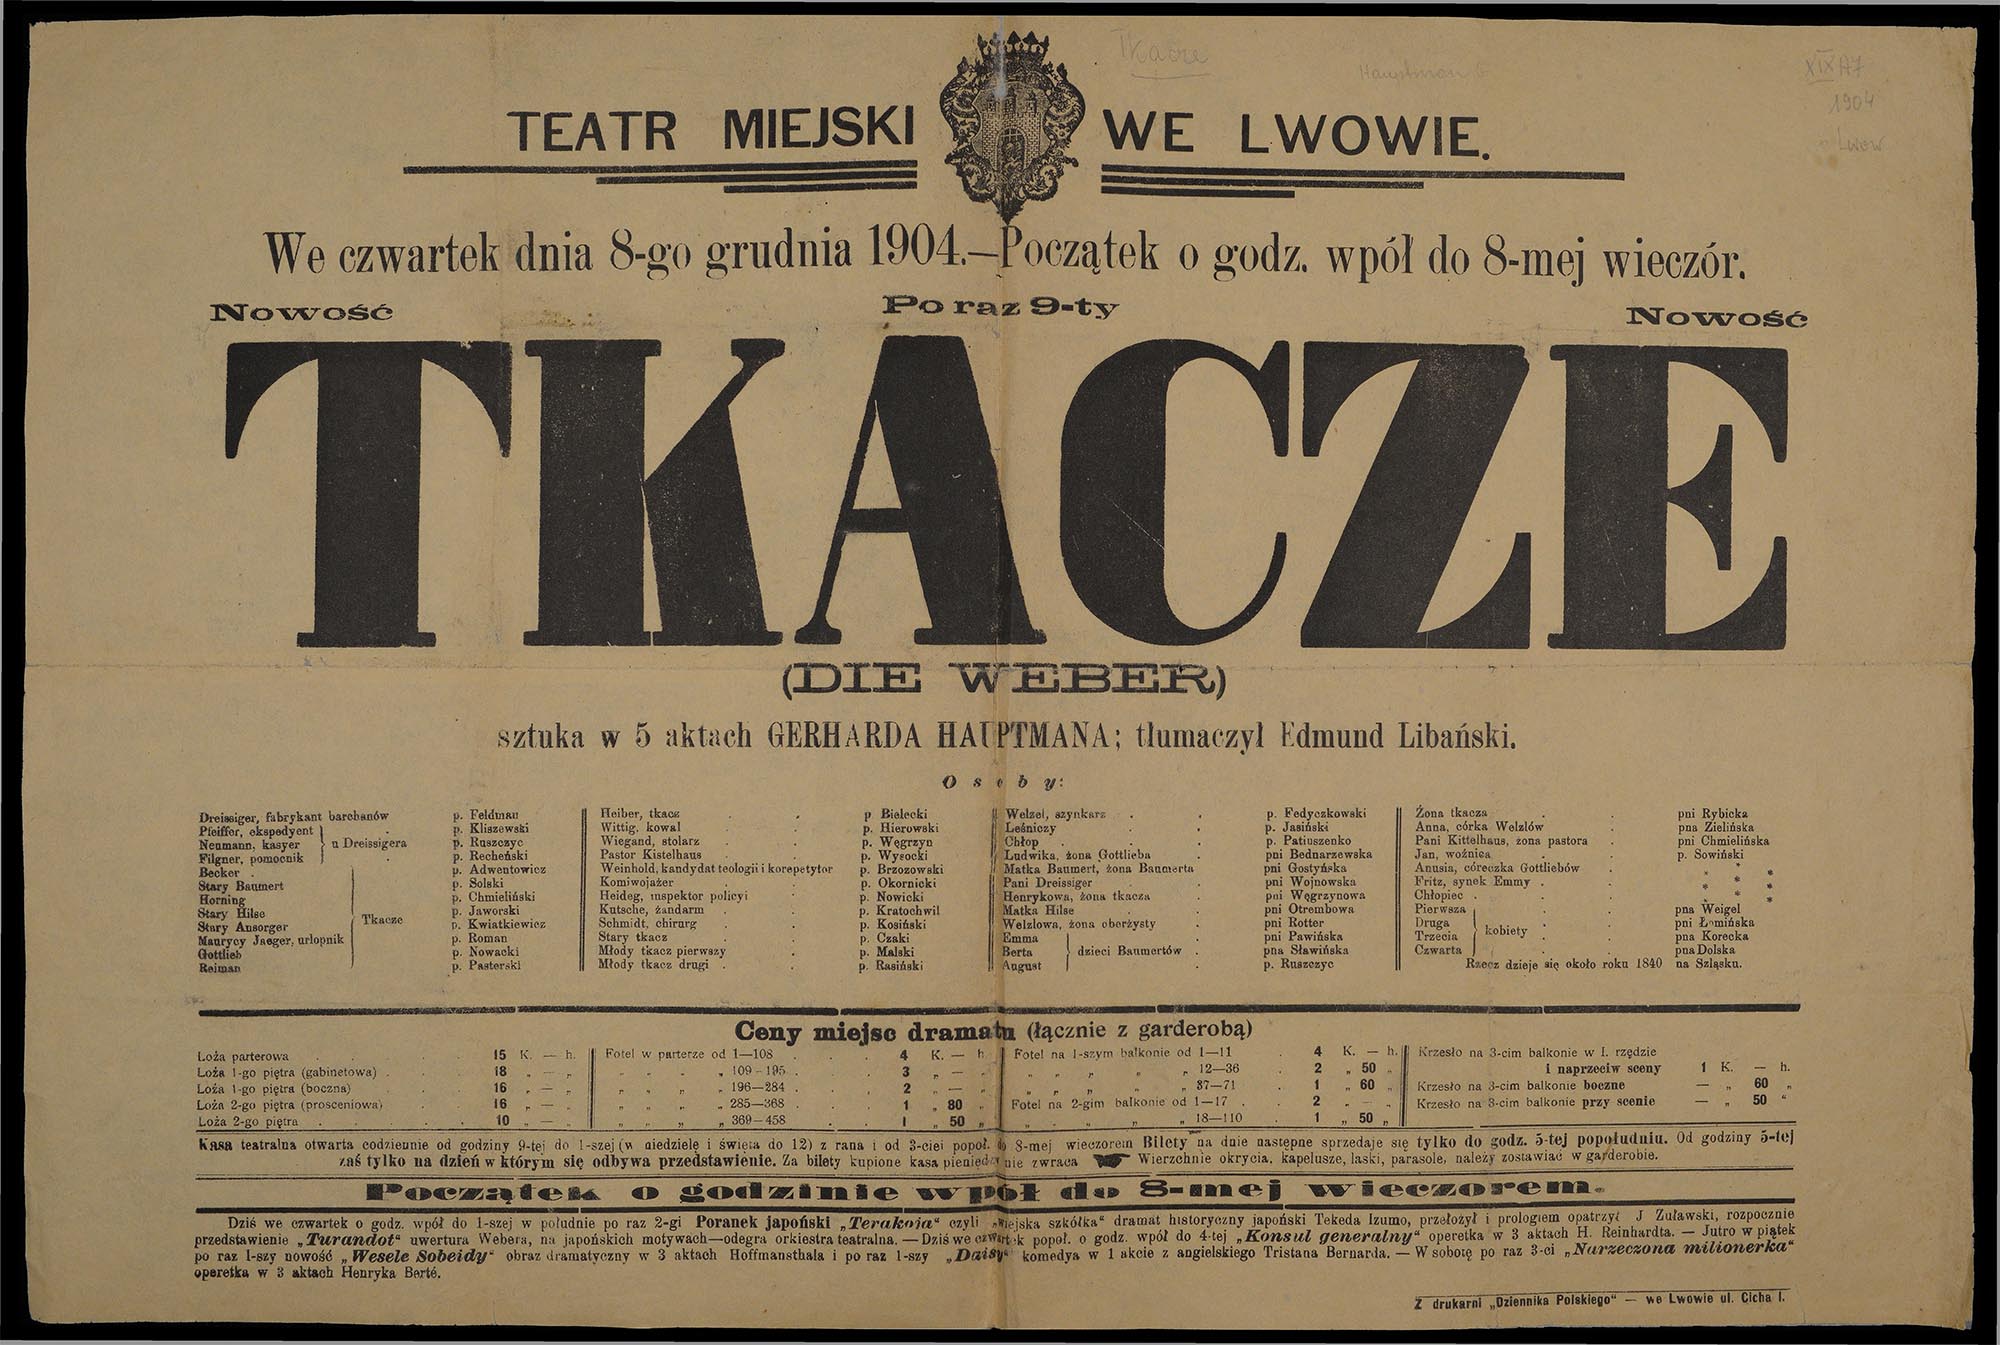 Tkacze
Hauptman G
XIX A7
1904
Lwow
TEATR MIEJSKI WE LWOWIE.
We czwartek dnia 8-go grudnia 1904.—Początek o godz. wpół do 8-mej wieczór.
Nowość Po raz 9-ty Nowość
TKACZE
(DIE WEBER)
sztuka w 5 aktach GERHARDA HAUPTMANA; tłumaczył Edmund Libański.
Osoby:
Dreissiger, fabrykant barchanów p. Feldman
Pfeiffer, ekspedyent p. Kliszewski
Neumann, kasyer u Dreissigera p. Ruszczyc
Filgner, pomocnik p. Recheński
Becker p. Adwentowicz
Stary Baumert p. Solski
Horning p. Chmieliński
Stary Hilse Tkacze p. Jaworski
Stary Ansorger p. Kwiatkiewicz
Maurycy Jaeger, urlopnik p. Roman
Gottlieb p. Nowacki
Reiman p. Pasterski
Heiber, tkacz p Bielecki
Wittig, kowal p. Hierowski
Wiegand, stolarz p. Węgrzyn
Pastor Kistelhaus p. Wysocki
Weinhold, kandydat teologii i korepetytor p. Brzozowski
Komiwojażer p. Okornicki
Heideg, inspektor policyi p. Nowicki
Kutsche, żandarm p. Kratochwil
Schmidt, chirurg p. Kosiński
Stary tkacz p. Czaki
Młody tkacz pierwszy p. Malski
Młody tkacz drugi p. Rasiński
Welzel, szynkarz p. Fedyczkowski
Leśniczy p. Jasiński
Chłop p. Patiuszenko
Ludwika, żona Gottlieba pni Bednarzewska
Matka Baumert, żona Baumerta pni Gostyńska
Pani Dreissiger pni Wojnowska
Henrykowa, żona tkacza pni Węgrzynowa
Matka Hilse pni Otrembowa
Welzlowa, żona oberżysty pni Rotter
Emma pni Pawińska
Berta dzieci Baumertów pna Sławińska
August p. Ruszczyc
Żona tkacza pni Rybicka
Anna, córka Welzlów pna Zielińska
Pani Kittelhaus, żona pastora pni Chmielińska
Jan, woźnica p. Sowiński
Anusia, córeczka Gottliebów * * *
Fritz, synek Emmy * * *
Chłopiec * * *
Pierwsza pna Weigel
Druga kobiety pni Łomińska
Trzecia pna Korecka
Czwarta pna Dolska
Rzecz dzieje się około roku 1840 na Szląsku.
Ceny miejsc dramatu (łącznie z garderobą)
Loża parterowa 15 K. — h.
Loża 1-go piętra (gabinetowa) 18 „ — „
Loża 1-go piętra (boczna) 16 „ — „
Loża 2-go piętra (prosceniowa) 16 „ — „
Loża 2-go piętra 10 „ — „
Fotel w parterze od 1—108 4 K. — h
„ „ „ „ 109—195 3 „ — „
„ „ „ „ 196—284 2 „ — „
„ „ „ „ 285—368 1 „ 80 „
„ „ „ „ 369—458 1 „ 50 „
Fotel na 1-szym balkonie od 1—11 4 K. — h.
„ „ „ „ „ 12—36 2 „ 50 „
„ „ „ „ „ 37—71 1 „ 60 „
Fotel na 2-gim balkonie od 1—17 2 „ — „
„ „ „ „ „ 18—110 1 „ 50 „
Krzesło na 3-cim balkonie w I. rzędzie
i naprzeciw sceny 1 K. — h.
Krzesło na 3-cim balkonie boczne — „ 60 „
Krzesło na 3-cim balkonie przy scenie — „ 50 “
Kasa teatralna otwarta codziennie od godziny 9-tej do 1-szej (w niedzielę i święta do 12) z rana i od 3-ciei popoł. do 8-mej wieczorem Bilety na dnie następne sprzedaje się tylko do godz. 5-tej popołudniu. Od godziny 5-tej
zaś tylko na dzień w którym się odbywa przedstawienie. Za bilety kupione kasa pieniędzy nie zwraca Wierzchnie okrycia, kapelusze, laski, parasole, należy zostawiać w garderobie.
Początek o godzinie wpół do 8-mej wieczorem.
Dziś we czwartek o godz. wpół do 1-szej w południe po raz 2-gi Poranek japoński „Terakoja“ czyli „wiejska szkółka“ dramat historyczny japoński Tekeda Izumo, przełożył i prologiem opatrzył J Żuławski, rozpocznie
przedstawienie „Turandot“ uwertura Webera, na japońskich motywach—odegra orkiestra teatralna. — Dziś we czwartek popoł. o godz. wpół do 4-tej „Konsul generalny“ operetka w 3 aktach H. Reinhardta. — Jutro w piątek
po raz 1-szy nowość „Wesele Sobeidy“ obraz dramatyczny w 3 aktach Hoffmansthala i po raz 1-szy „Daisy“ komedya w 1 akcie z angielskiego Tristana Bernarda. — W sobotę po raz 3-ci „Narzeczona milionerka“
operetka w 3 aktach Henryka Berté.
Z drukarni „Dziennika Polskiego“ — we Lwowie ul. Cicha l.